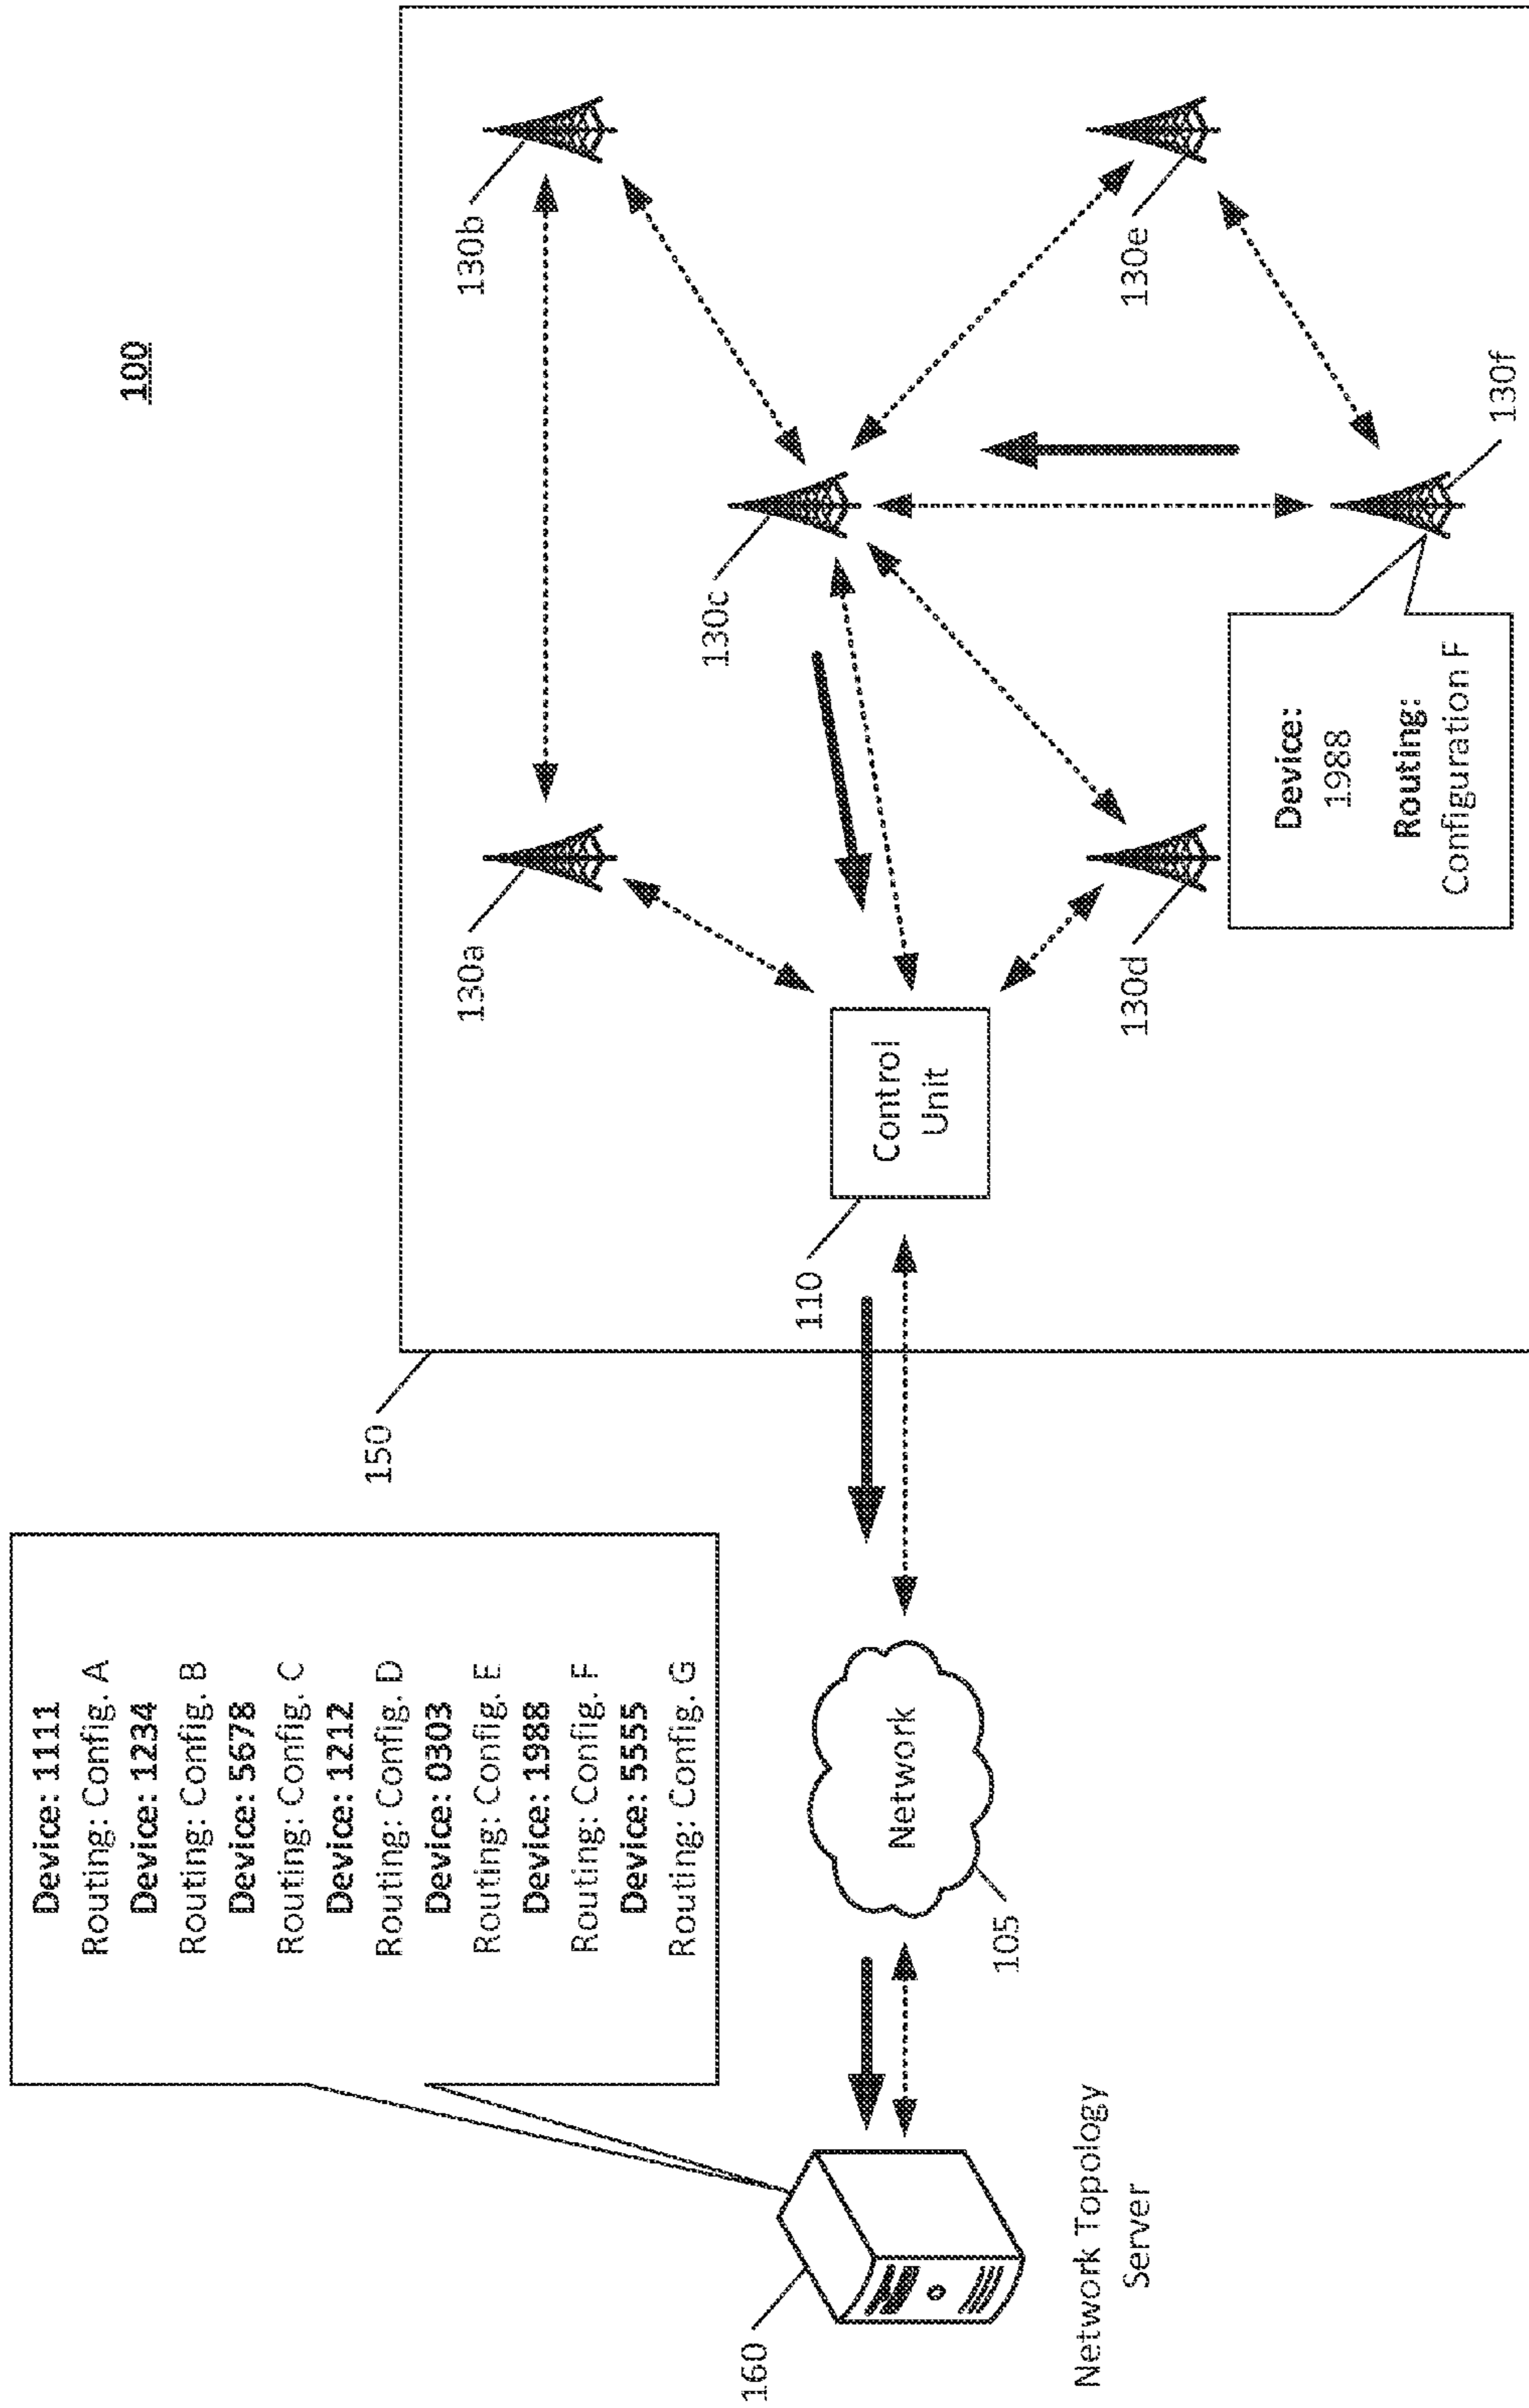 100
Device: 1111
Routing: Config. A
Device: 1234
Routing: Config. B
Device: 5678
Routing: Config. C
Device: 1212
Routing: Config. D
Device: 0303
Routing: Config. E
Device: 1988
Routing: Config. F
Device: 5555
Routing: Config. G
160
Network Topology
Server
Network
105
150
110
Control
Unit
130a
130b
130c
130d
130e
130f
Device:
1988
Routing:
Configuration F